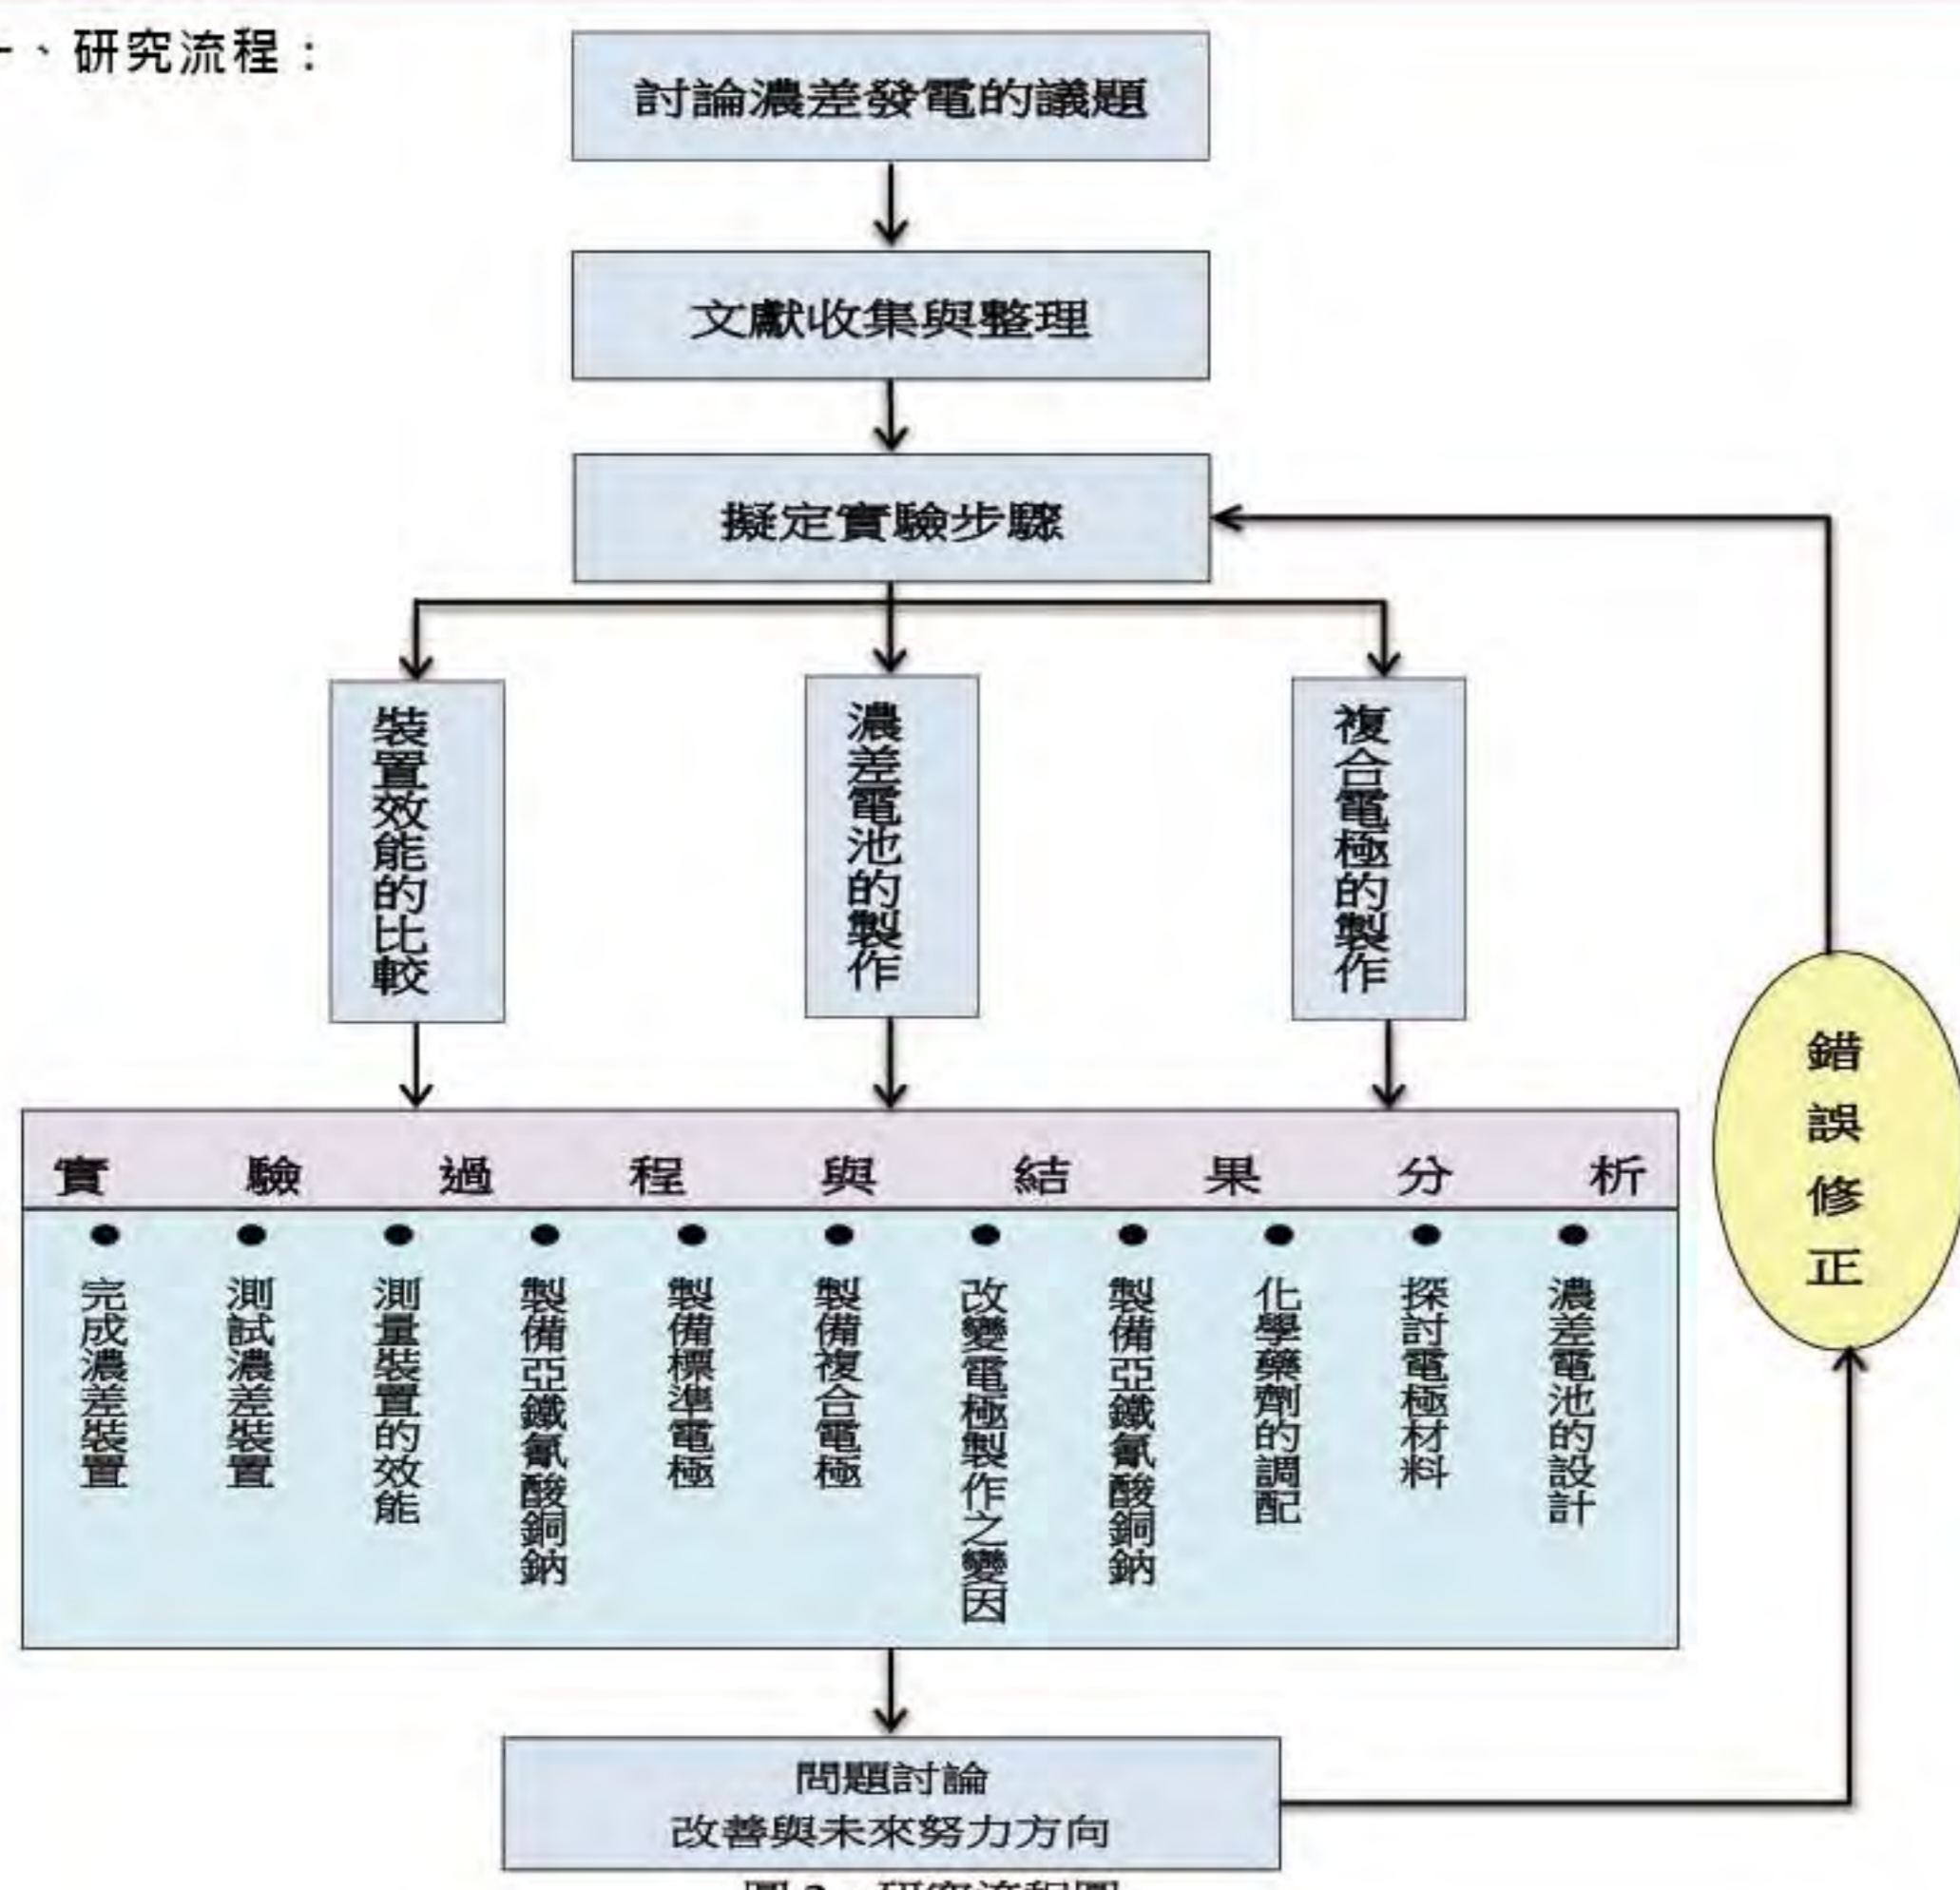 一、研究流程：
討論濃差發電的議題
文獻收集與整理
擬定實驗步驟
裝置效能的比較
濃差電池的製作
複合電極的製作
錯誤修正
實驗過程與結果分析
● 完成濃差裝置
● 測試濃差裝置
● 測量裝置的效能
● 製備亞鐵氰酸銅鈉
● 製備標準電極
● 製備複合電極
● 改變電極製作之變因
● 製備亞鐵氰酸銅鈉
● 化學藥劑的調配
● 探討電極材料
● 濃差電池的設計
問題討論
改善與未來努力方向